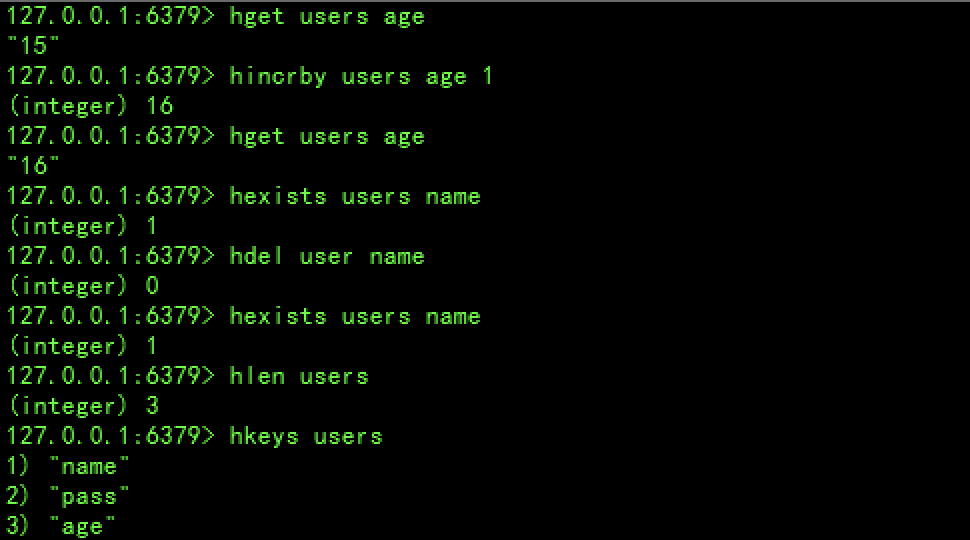 127.0.0.1:6379> hget users age
"15"
127.0.0.1:6379> hincrby users age 1
(integer) 16
127.0.0.1:6379> hget users age
"16"
127.0.0.1:6379> hexists users name
(integer) 1
127.0.0.1:6379> hdel user name
(integer) 0
127.0.0.1:6379> hexists users name
(integer) 1
127.0.0.1:6379> hlen users
(integer) 3
127.0.0.1:6379> hkeys users
1) "name"
2) "pass"
3) "age"